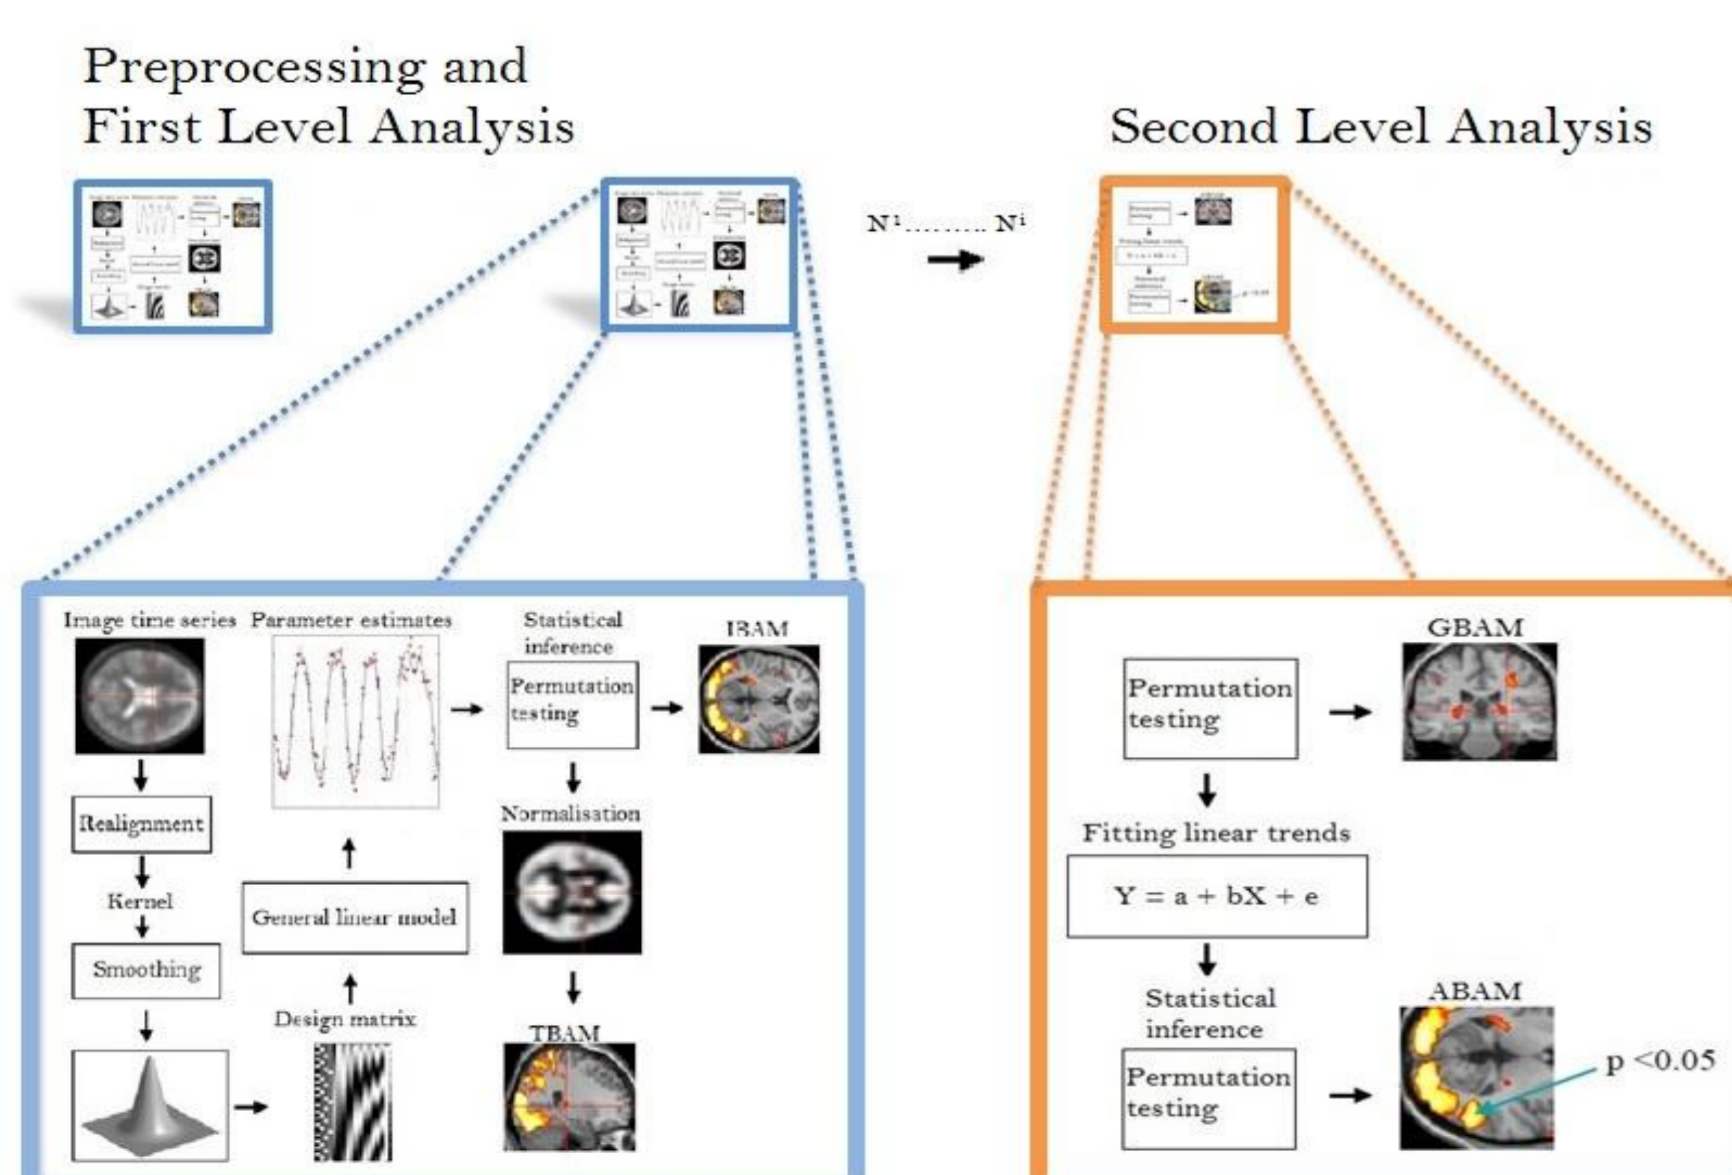 Preprocessing and
First Level Analysis
Second Level Analysis
N¹......... Nⁱ
Image time series
Realignment
Kernel
Smoothing
Design matrix
General linear model
Parameter estimates
Statistical
inference
Permutation
testing
IBAM
Normalisation
TBAM
Permutation
testing
GBAM
Fitting linear trends
Y = a + bX + e
Statistical
inference
Permutation
testing
ABAM
p <0.05